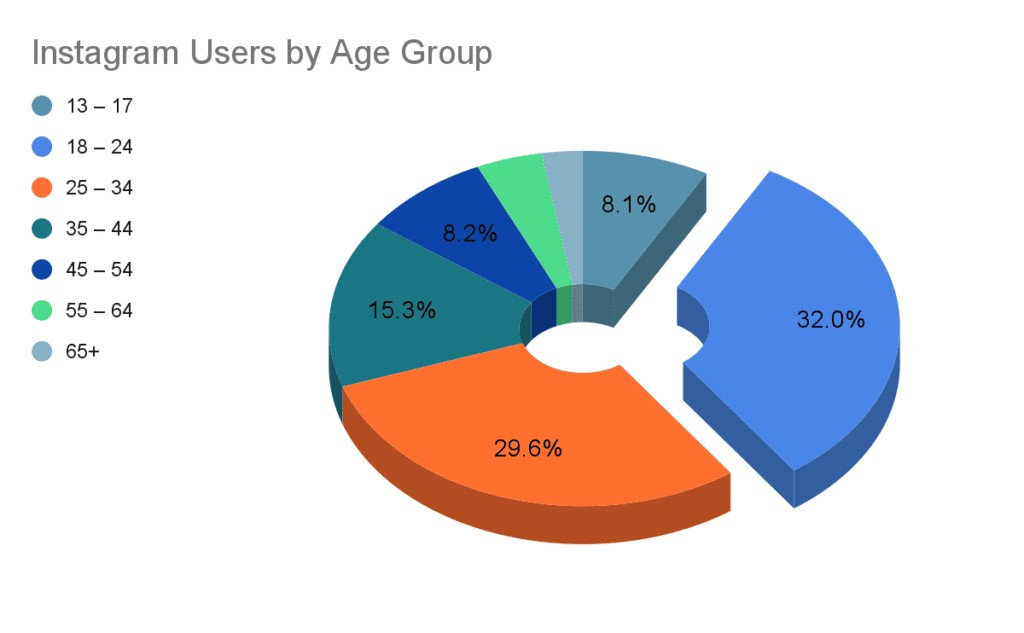 Instagram Users by Age Group
13 – 17
18 – 24
25 – 34
35 – 44
45 – 54
55 – 64
65+
8.1%
8.2%
15.3%
32.0%
29.6%